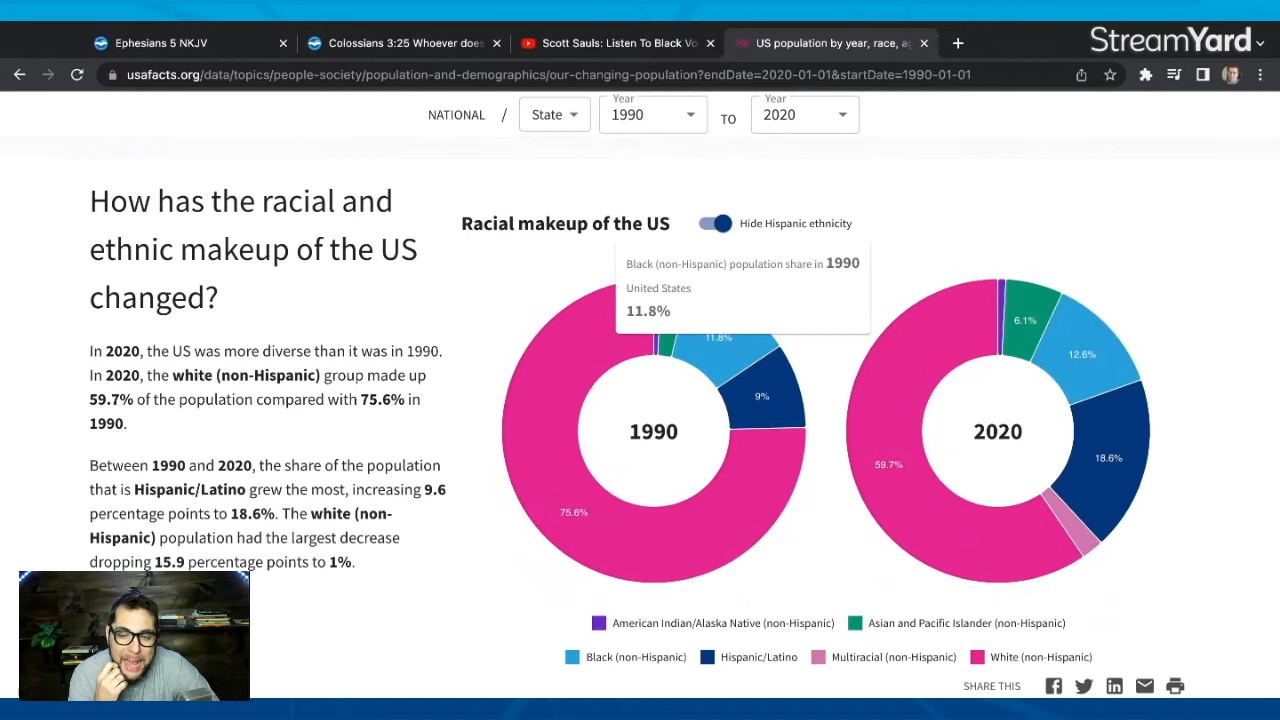 Ephesians 5 NKJV
Colossians 3:25 Whoever does
Scott Sauls: Listen To Black Vo
US population by year, race, ag
StreamYard
usafacts.org/data/topics/people-society/population-and-demographics/our-changing-population?endDate=2020-01-01&startDate=1990-01-01
NATIONAL / State
Year
1990
TO
Year
2020
How has the racial and
ethnic makeup of the US
changed?
In 2020, the US was more diverse than it was in 1990.
In 2020, the white (non-Hispanic) group made up
59.7% of the population compared with 75.6% in
1990.
Between 1990 and 2020, the share of the population
that is Hispanic/Latino grew the most, increasing 9.6
percentage points to 18.6%. The white (non-
Hispanic) population had the largest decrease
dropping 15.9 percentage points to 1%.
Racial makeup of the US
Hide Hispanic ethnicity
Black (non-Hispanic) population share in 1990
United States
11.8%
11.8%
9%
1990
75.6%
6.1%
12.6%
2020
18.6%
59.7%
American Indian/Alaska Native (non-Hispanic)
Asian and Pacific Islander (non-Hispanic)
Black (non-Hispanic)
Hispanic/Latino
Multiracial (non-Hispanic)
White (non-Hispanic)
SHARE THIS